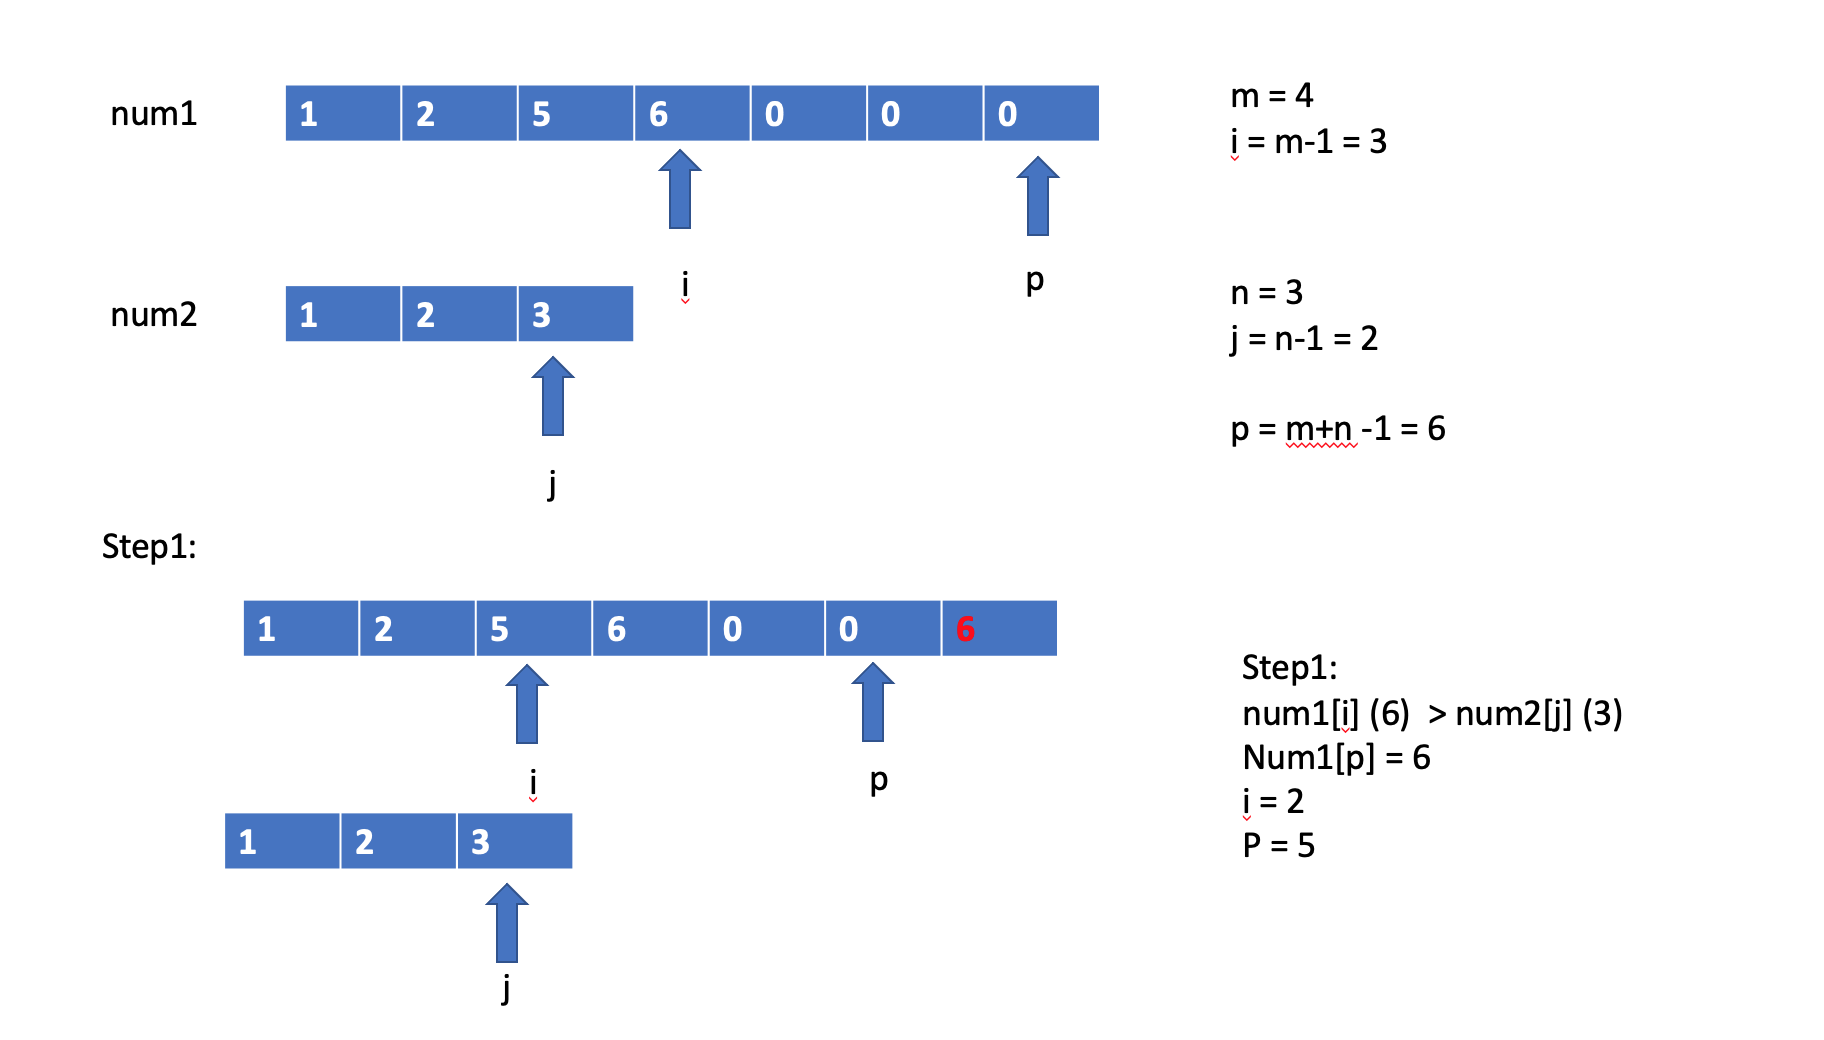 num1
1 2 5 6 0 0 0
m = 4
i = m-1 = 3
i
p
num2
1 2 3
n = 3
j = n-1 = 2
j
p = m+n -1 = 6
Step1:
1 2 5 6 0 0 6
i
p
1 2 3
j
Step1:
num1[i] (6) > num2[j] (3)
Num1[p] = 6
i = 2
P = 5